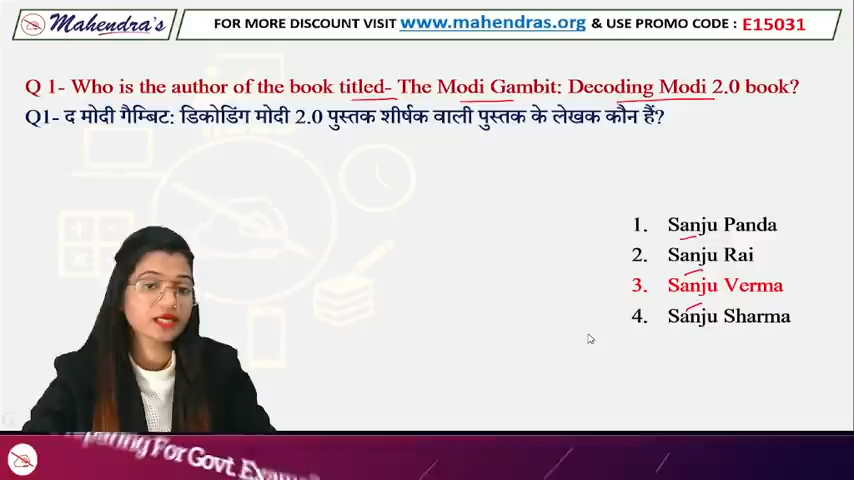 Mahendra's
FOR MORE DISCOUNT VISIT www.mahendras.org & USE PROMO CODE : E15031
Q 1- Who is the author of the book titled- The Modi Gambit: Decoding Modi 2.0 book?
Q1- द मोदी गैम्बिट: डिकोडिंग मोदी 2.0 पुस्तक शीर्षक वाली पुस्तक के लेखक कौन हैं?
1. Sanju Panda
2. Sanju Rai
3. Sanju Verma
4. Sanju Sharma
For Govt.